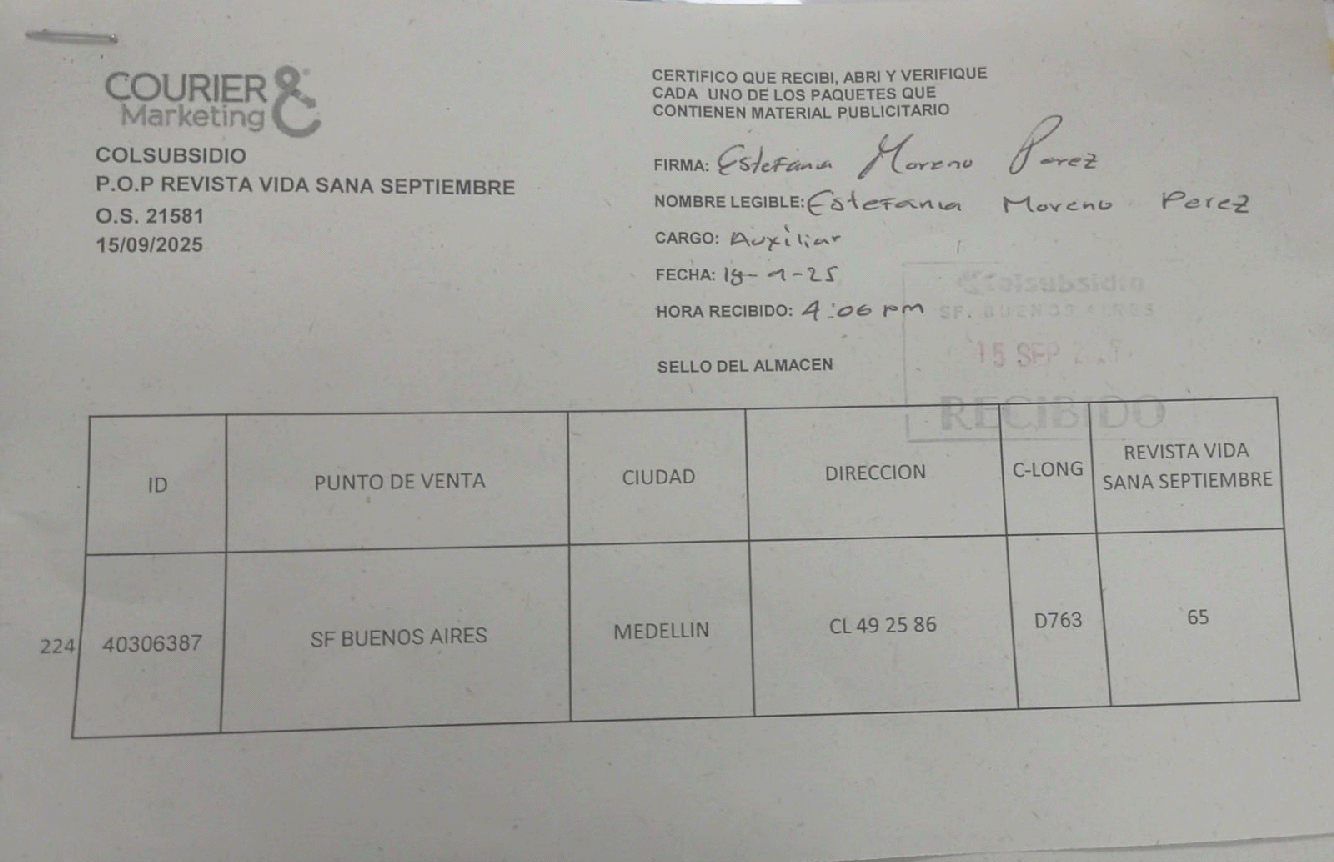 COURIER &
Marketing
COLSUBSIDIO
P.O.P REVISTA VIDA SANA SEPTIEMBRE
O.S. 21581
15/09/2025
CERTIFICO QUE RECIBI, ABRI Y VERIFIQUE
CADA UNO DE LOS PAQUETES QUE
CONTIENEN MATERIAL PUBLICITARIO
FIRMA: Estefania Moreno Perez
NOMBRE LEGIBLE: Estefania Moreno Perez
CARGO: Auxiliar
FECHA:
HORA RECIBIDO: 4:06 pm
SELLO DEL ALMACEN
Colsubsidio
SF. BUENOS AIRES
15 SEP
RECIBIDO
ID PUNTO DE VENTA CIUDAD DIRECCION C-LONG REVISTA VIDA SANA SEPTIEMBRE
224 40306387 SF BUENOS AIRES MEDELLIN CL 49 25 86 D763 65